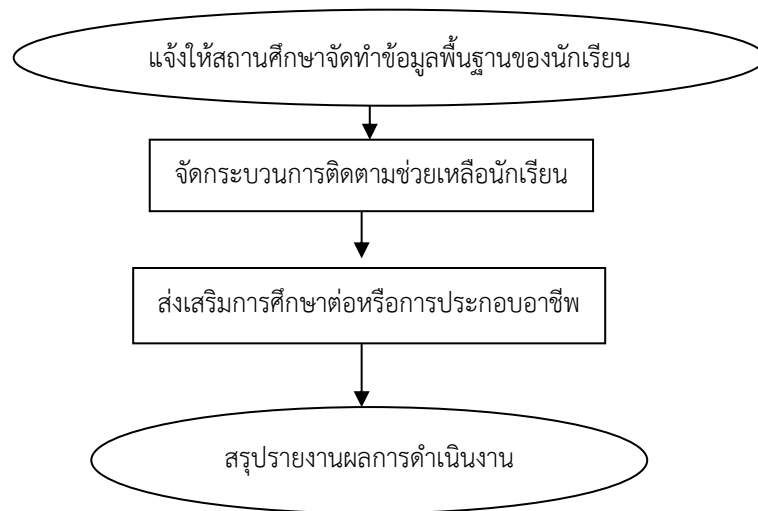 แจ้งให้สถานศึกษาจัดทำข้อมูลพื้นฐานของนักเรียน
จัดกระบวนการติดตามช่วยเหลือนักเรียน
ส่งเสริมการศึกษาต่อหรือการประกอบอาชีพ
สรุปรายงานผลการดำเนินงาน